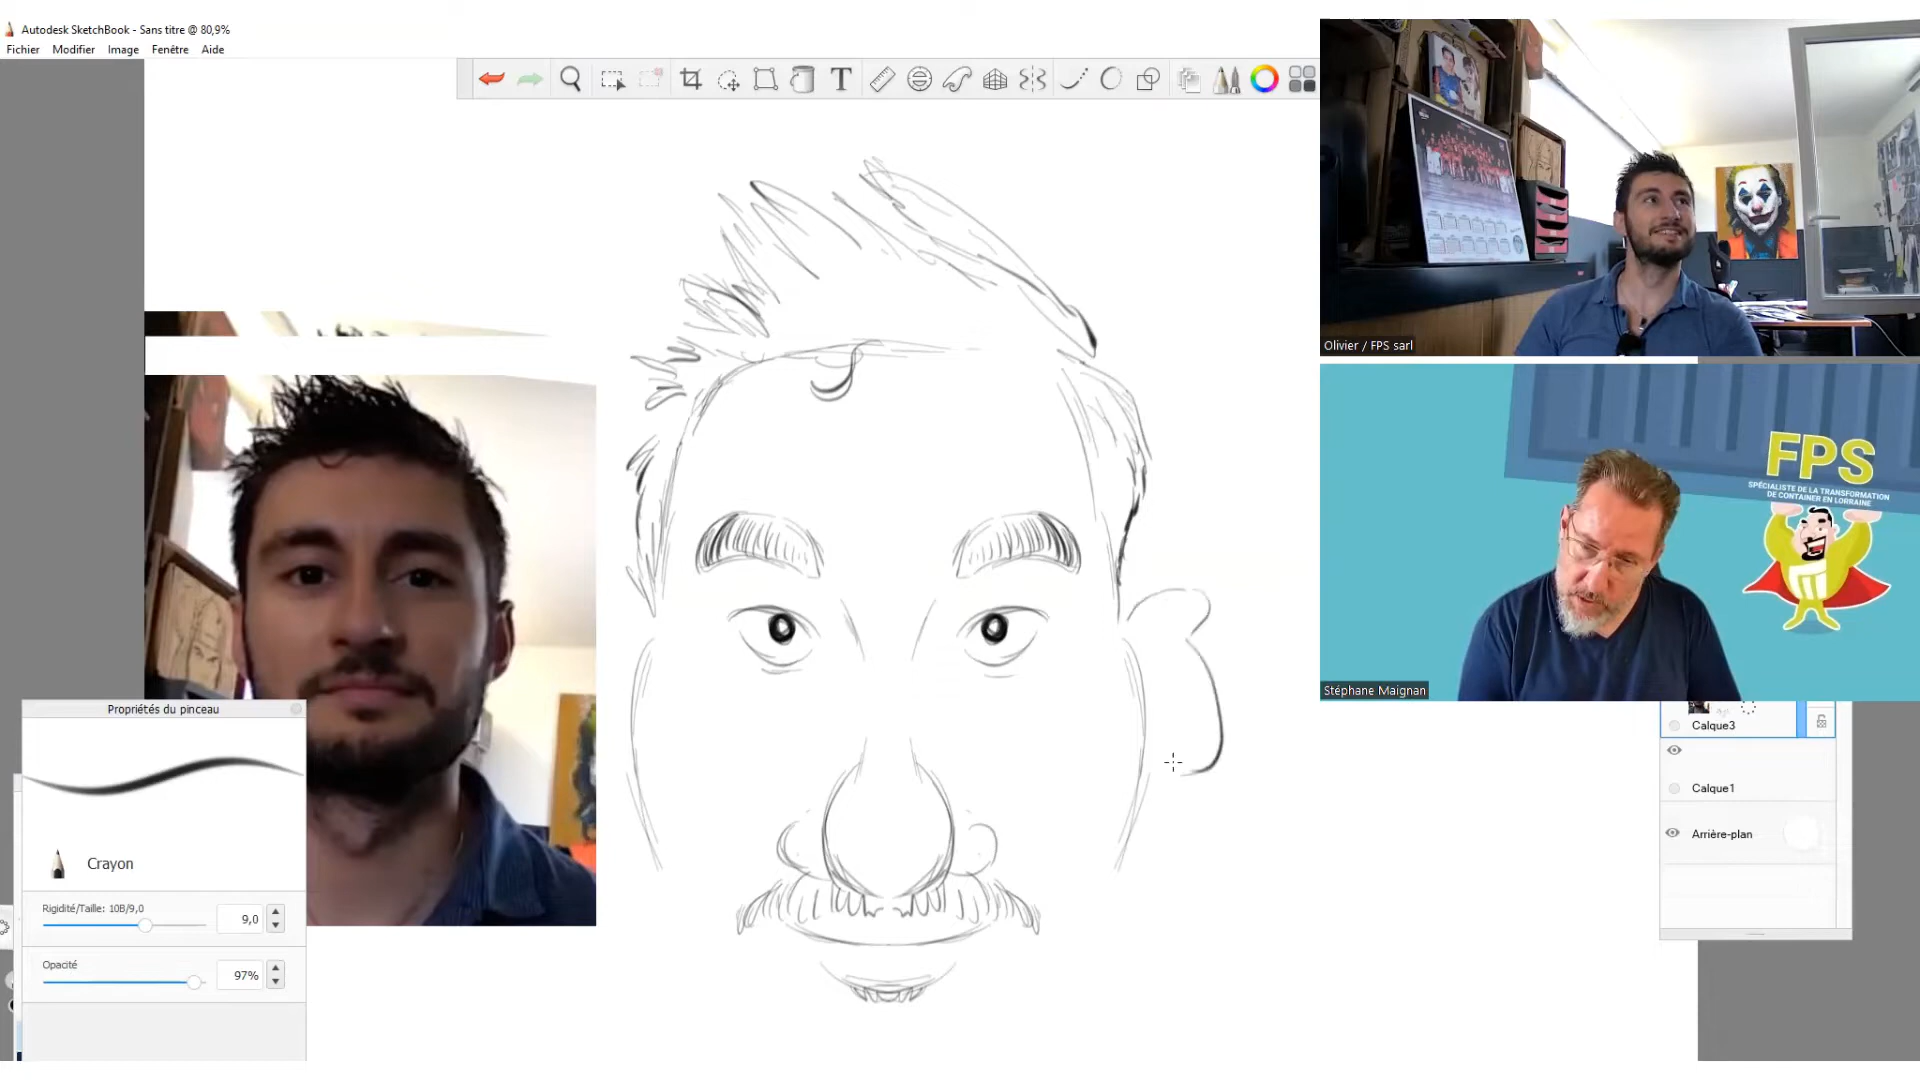 Autodesk SketchBook - Sans titre @ 80,9%
Fichier Modifier Image Fenêtre Aide
T
Olivier / FPS sarl
FPS
SPÉCIALISTE DE LA TRANSFORMATION
DE CONTAINER EN LORRAINE
Stéphane Maignan
Propriétés du pinceau
Crayon
Rigidité/Taille: 10B/9,0
9,0
Opacité
97%
Calque3
Calque1
Arrière-plan